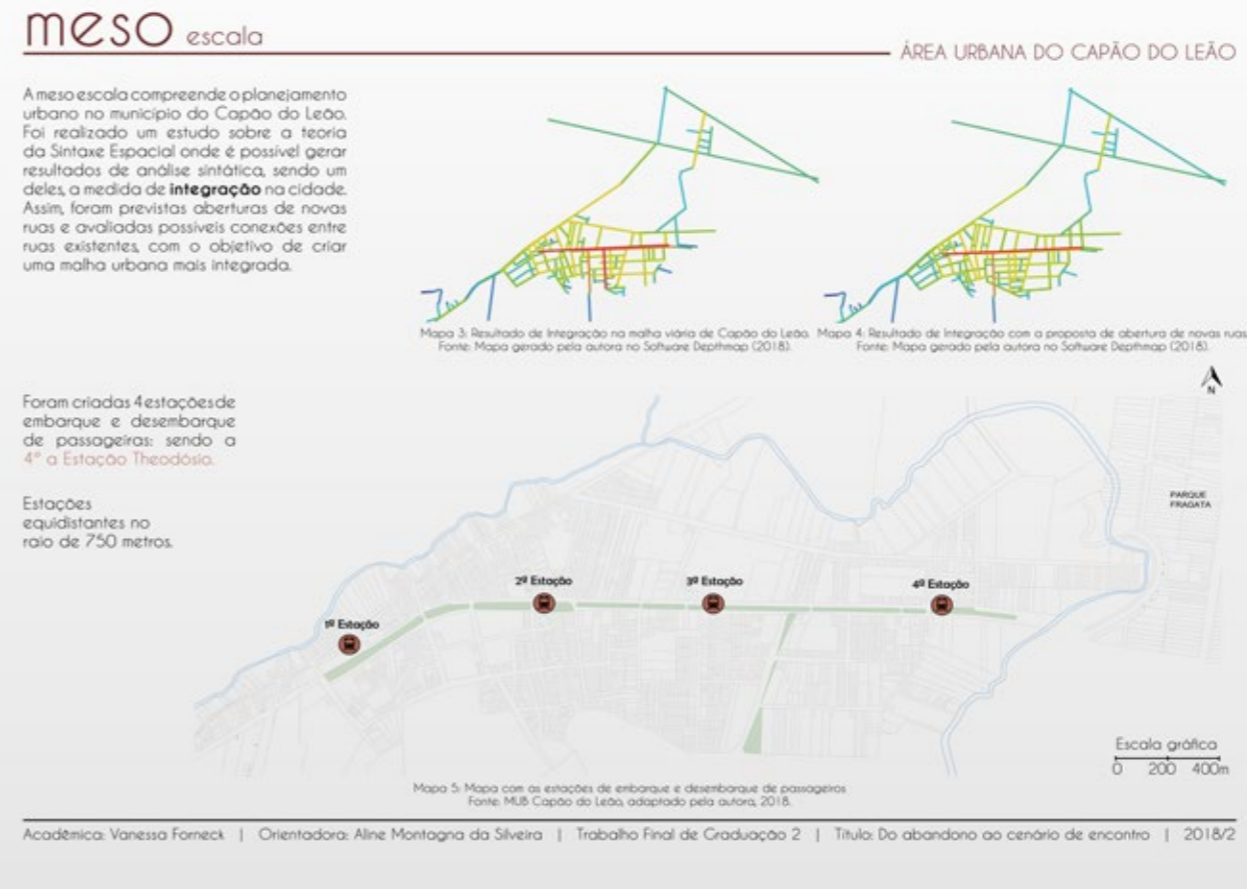 meso escala
ÁREA URBANA DO CAPÃO DO LEÃO
A meso escala compreende o planejamento
urbano no município do Capão do Leão.
Foi realizado um estudo sobre a teoria
da Sintaxe Espacial onde é possível gerar
resultados de análise sintática, sendo um
deles, a medida de integração na cidade.
Assim, foram previstas aberturas de novas
ruas e avaliadas possíveis conexões entre
ruas existentes, com o objetivo de criar
uma malha urbana mais integrada.
Mapa 3: Resultado de Integração na malha viária de Capão do Leão.
Fonte: Mapa gerado pela autora no Software Depthmap (2018).
Mapa 4: Resultado de Integração com a proposta de abertura de novas ruas
Fonte: Mapa gerado pela autora no Software Depthmap (2018).
N
Foram criadas 4 estações de
embarque e desembarque
de passageiras: sendo a
4ª a Estação Theodósio.
Estações
equidistantes no
raio de 750 metros.
PARQUE
FRAGATA
1ª Estação
2ª Estação
3ª Estação
4ª Estação
Escala gráfica
0 200 400m
Mapa 5: Mapa com as estações de embarque e desembarque de passageiros
Fonte: MUB Capão do Leão, adaptado pela autora, 2018.
Acadêmica: Vanessa Forneck | Orientadora: Aline Montagna da Silveira | Trabalho Final de Graduação 2 | Título: Do abandono ao cenário de encontro | 2018/2